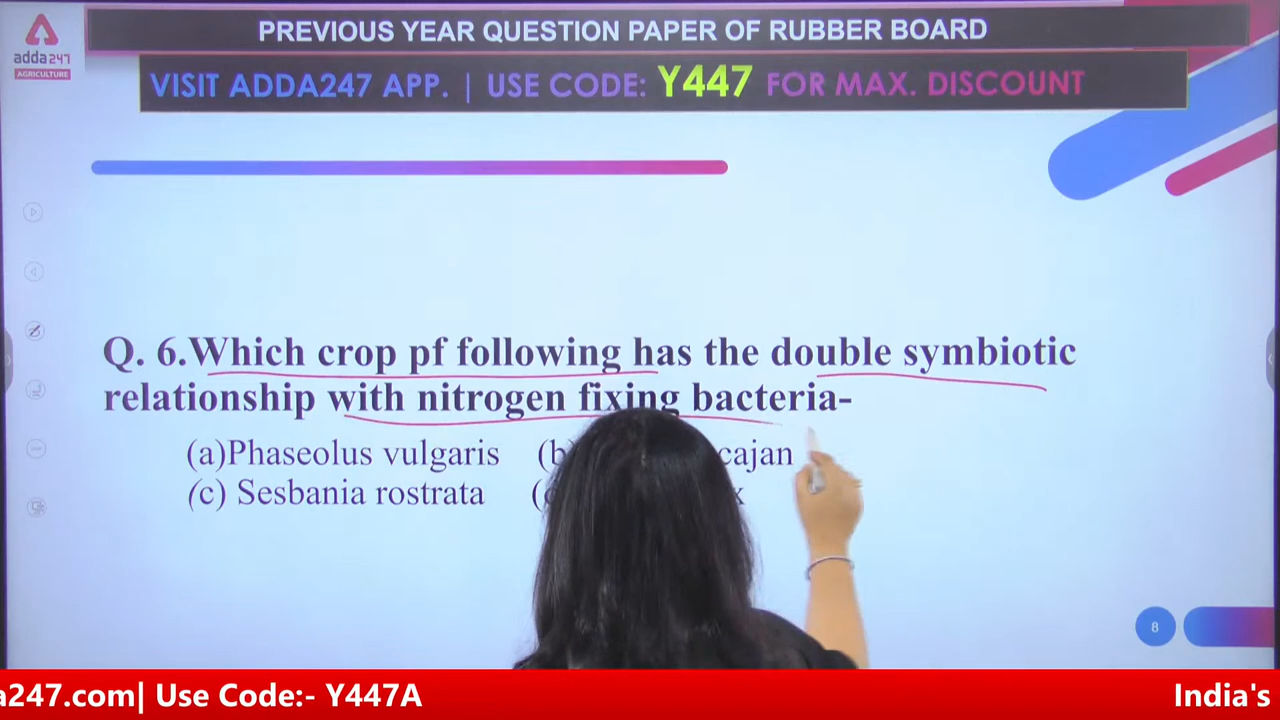 PREVIOUS YEAR QUESTION PAPER OF RUBBER BOARD
adda247
AGRICULTURE
VISIT ADDA247 APP. | USE CODE: Y447 FOR MAX. DISCOUNT
Q. 6.Which crop pf following has the double symbiotic
relationship with nitrogen fixing bacteria-
(a)Phaseolus vulgaris (b cajan
(c) Sesbania rostrata (
8
a247.com| Use Code:- Y447A India's